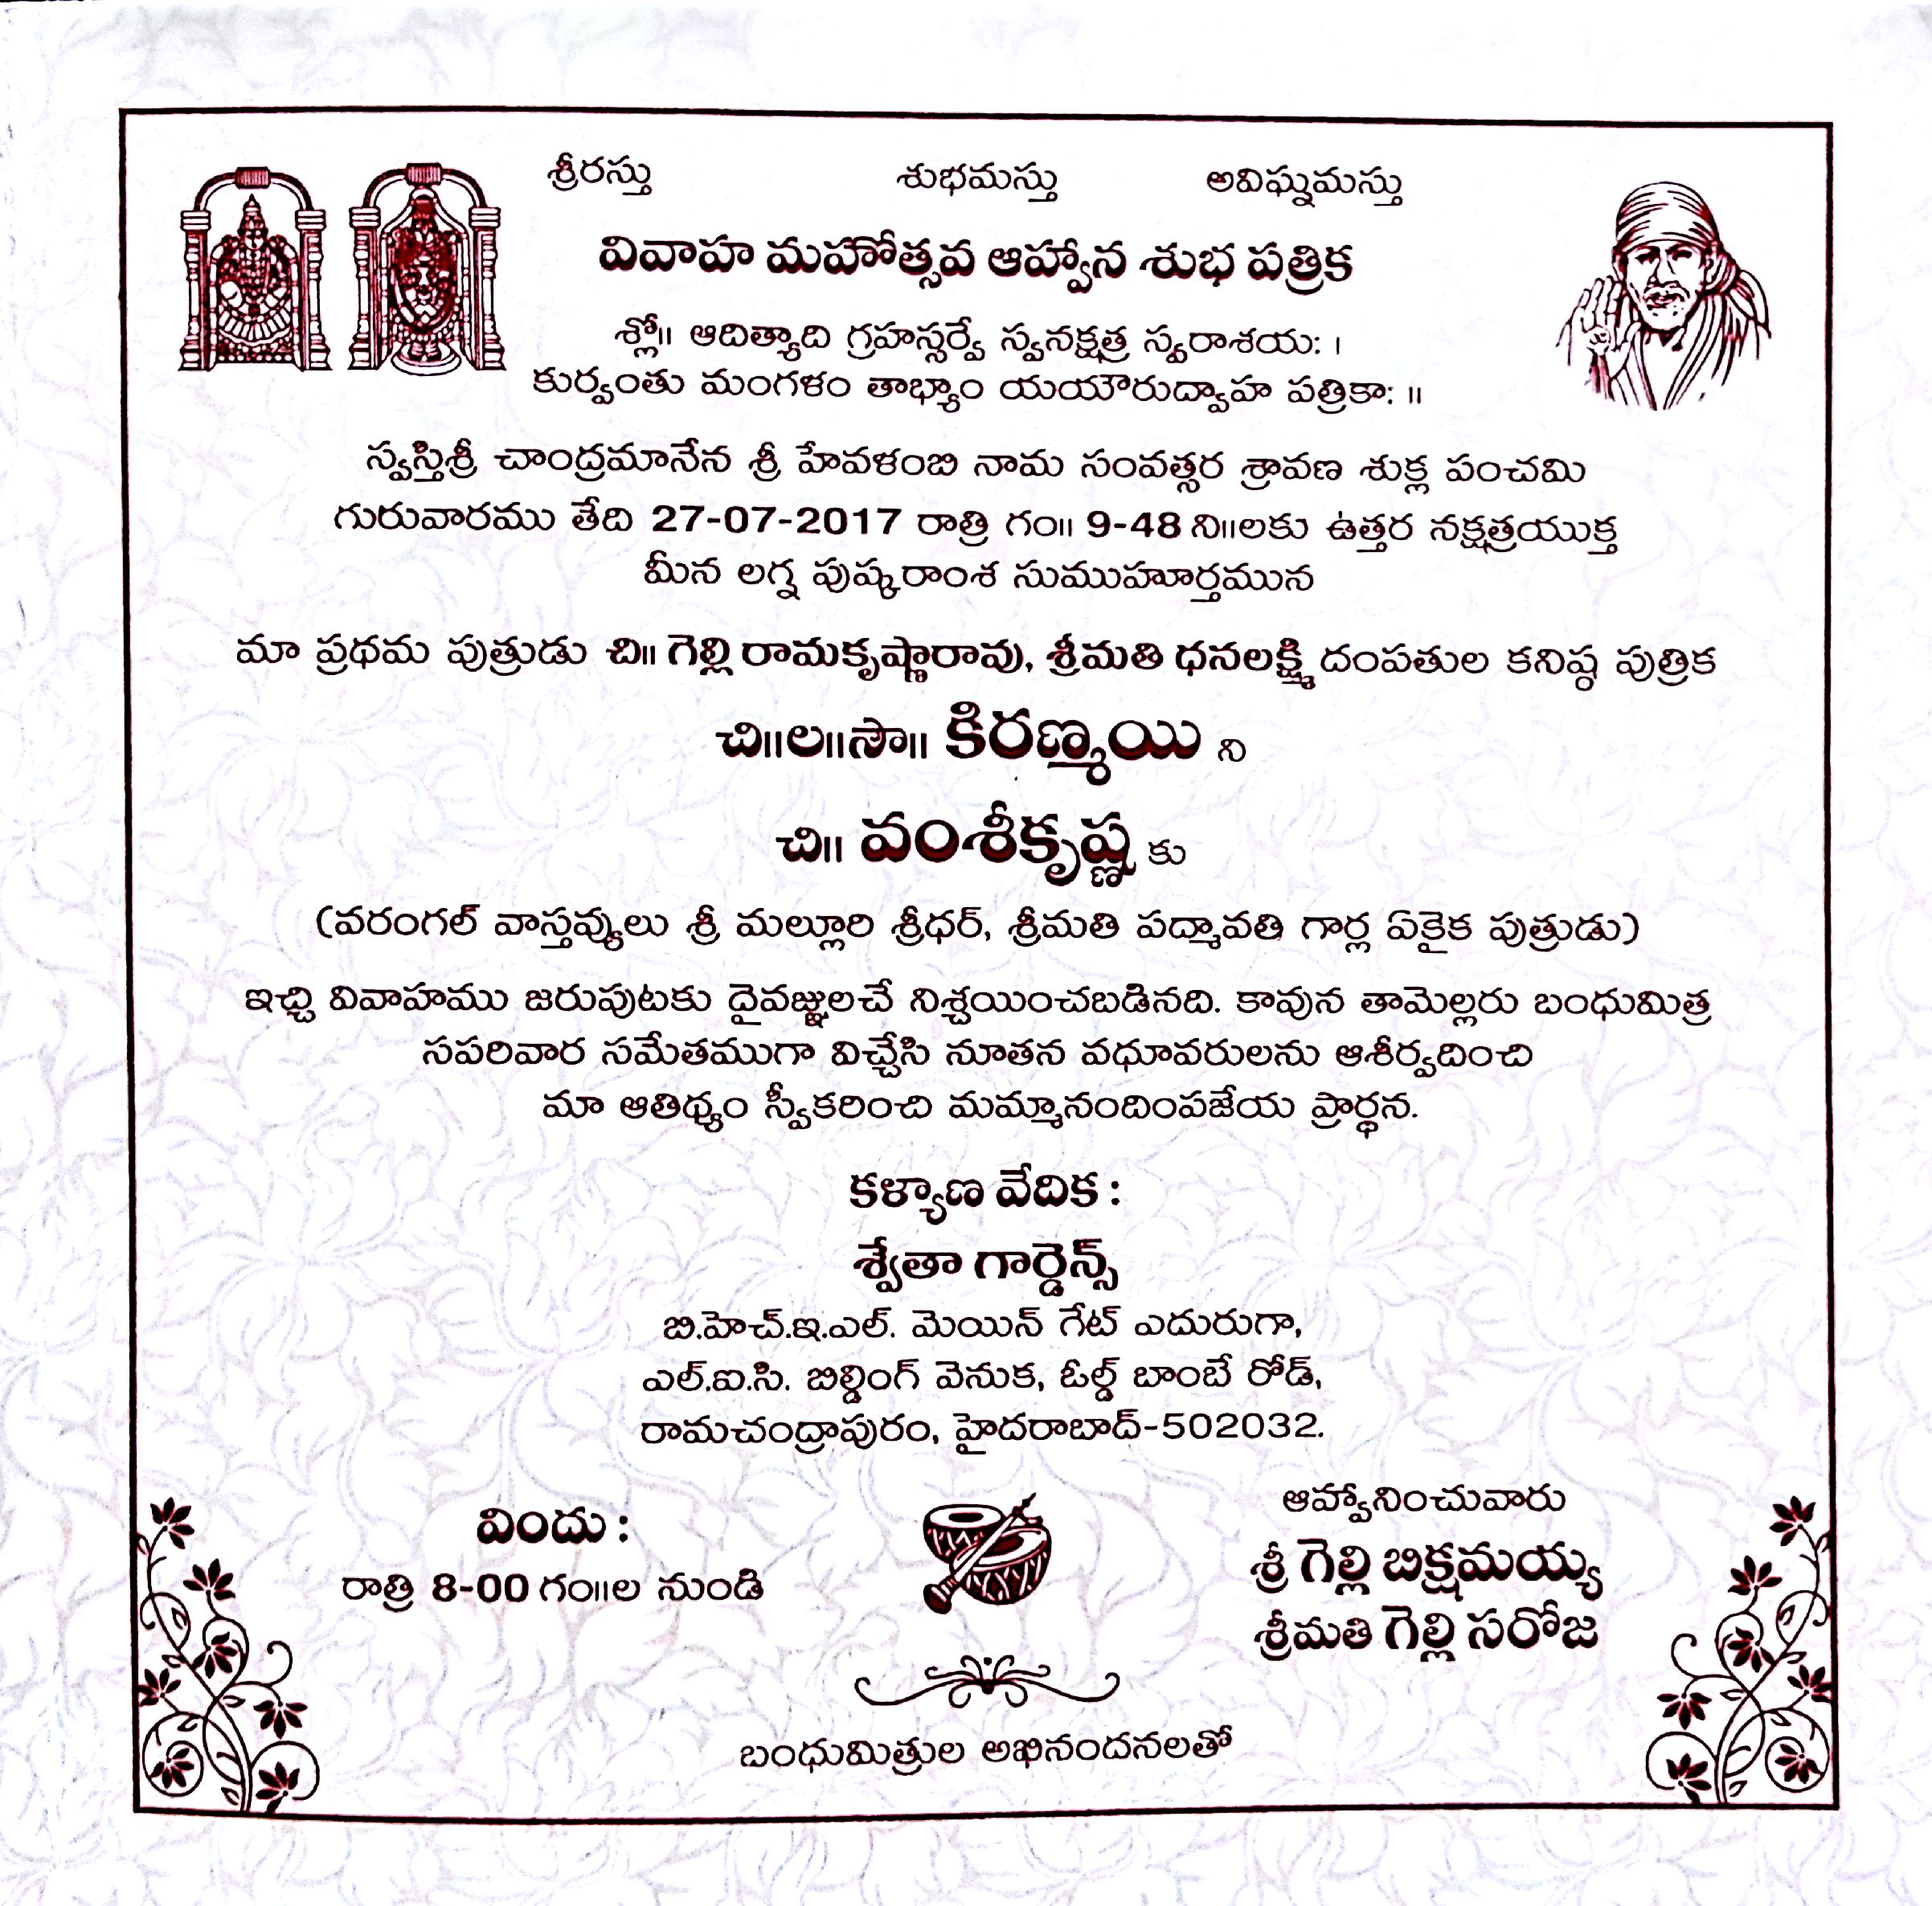 శ్రీరస్తు శుభమస్తు అవిఘ్నమస్తు
వివాహ మహోత్సవ ఆహ్వాన శుభ పత్రిక
శ్లో॥ ఆదిత్యాది గ్రహస్సర్వే స్వనక్షత్ర స్వరాశయః ।
కుర్వంతు మంగళం తాభ్యాం యయౌరుద్వాహ పత్రికాః ॥
స్వస్తిశ్రీ చాంద్రమానేన శ్రీ హేవళంబి నామ సంవత్సర శ్రావణ శుక్ల పంచమి
గురువారము తేది 27-07-2017 రాత్రి గం॥ 9-48 ని॥లకు ఉత్తర నక్షత్రయుక్త
మీన లగ్న పుష్కరాంశ సుముహూర్తమున
మా ప్రథమ పుత్రుడు చి॥ గెల్లి రామకృష్ణారావు, శ్రీమతి ధనలక్ష్మి దంపతుల కనిష్ఠ పుత్రిక
చి॥ల॥సౌ॥ కిరణ్మయి ని
చి॥ వంశీకృష్ణ కు
(వరంగల్ వాస్తవ్యులు శ్రీ మల్లూరి శ్రీధర్, శ్రీమతి పద్మావతి గార్ల ఏకైక పుత్రుడు)
ఇచ్చి వివాహము జరుపుటకు దైవజ్ఞులచే నిశ్చయించబడినది. కావున తామెల్లరు బంధుమిత్ర
సపరివార సమేతముగా విచ్చేసి నూతన వధూవరులను ఆశీర్వదించి
మా ఆతిథ్యం స్వీకరించి మమ్మానందింపజేయ ప్రార్థన.
కళ్యాణ వేదిక :
శ్వేతా గార్డెన్స్
బి.హెచ్.ఇ.ఎల్. మెయిన్ గేట్ ఎదురుగా,
ఎల్.ఐ.సి. బిల్డింగ్ వెనుక, ఓల్డ్ బాంబే రోడ్,
రామచంద్రాపురం, హైదరాబాద్-502032.
విందు :
రాత్రి 8-00 గం॥ల నుండి
ఆహ్వానించువారు
శ్రీ గెల్లి బిక్షమయ్య
శ్రీమతి గెల్లి సరోజ
బంధుమిత్రుల అభినందనలతో